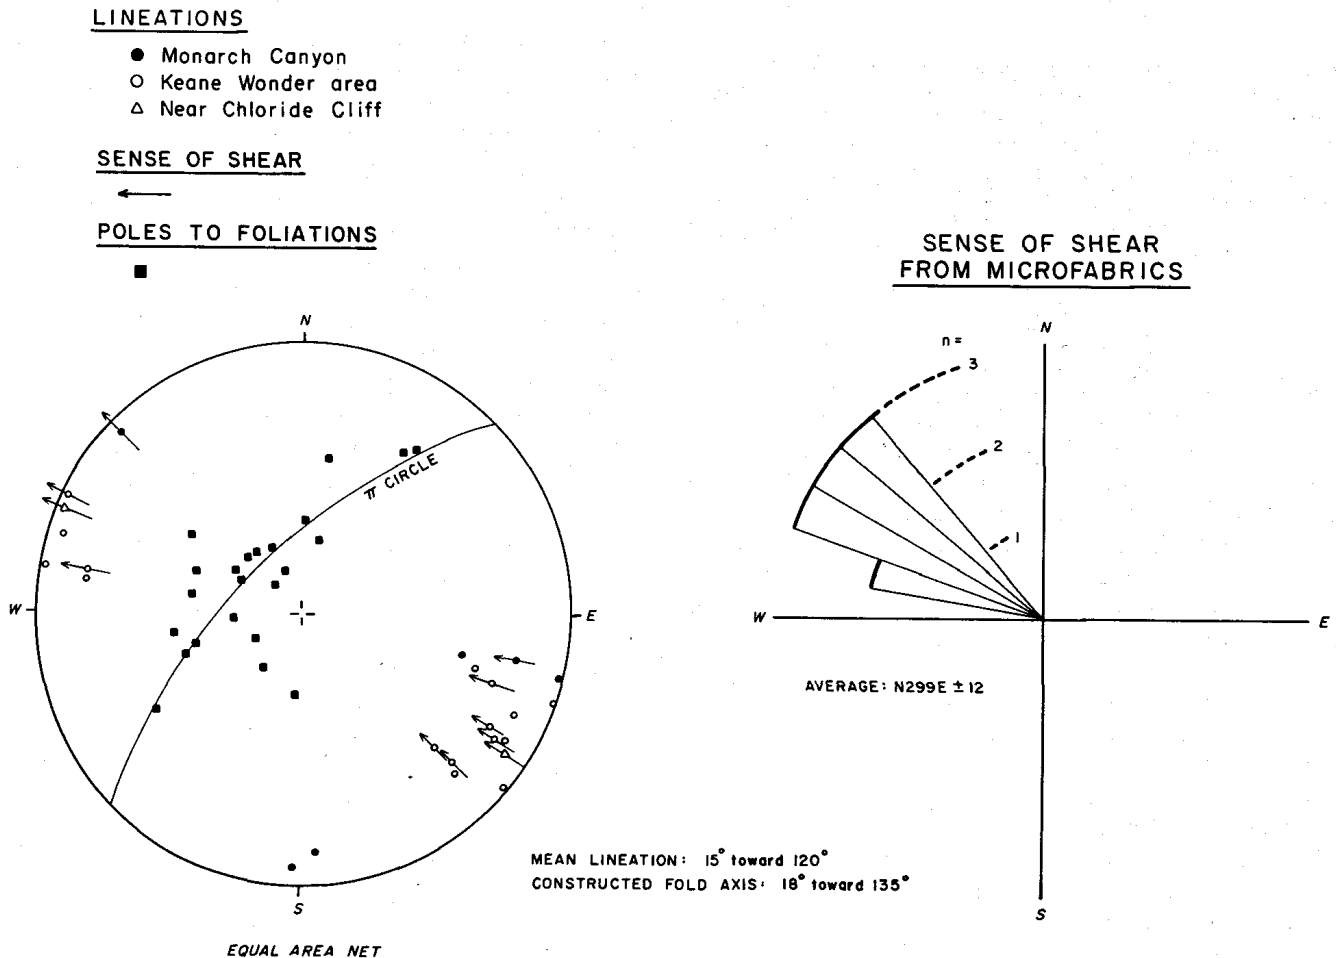 LINEATIONS
● Monarch Canyon
○ Keane Wonder area
△ Near Chloride Cliff
SENSE OF SHEAR
POLES TO FOLIATIONS
SENSE OF SHEAR
FROM MICROFABRICS
N
W
E
S
π CIRCLE
EQUAL AREA NET
MEAN LINEATION: 15° toward 120°
CONSTRUCTED FOLD AXIS: 18° toward 135°
N
n =
3
2
1
W
E
S
AVERAGE: N299E ± 12